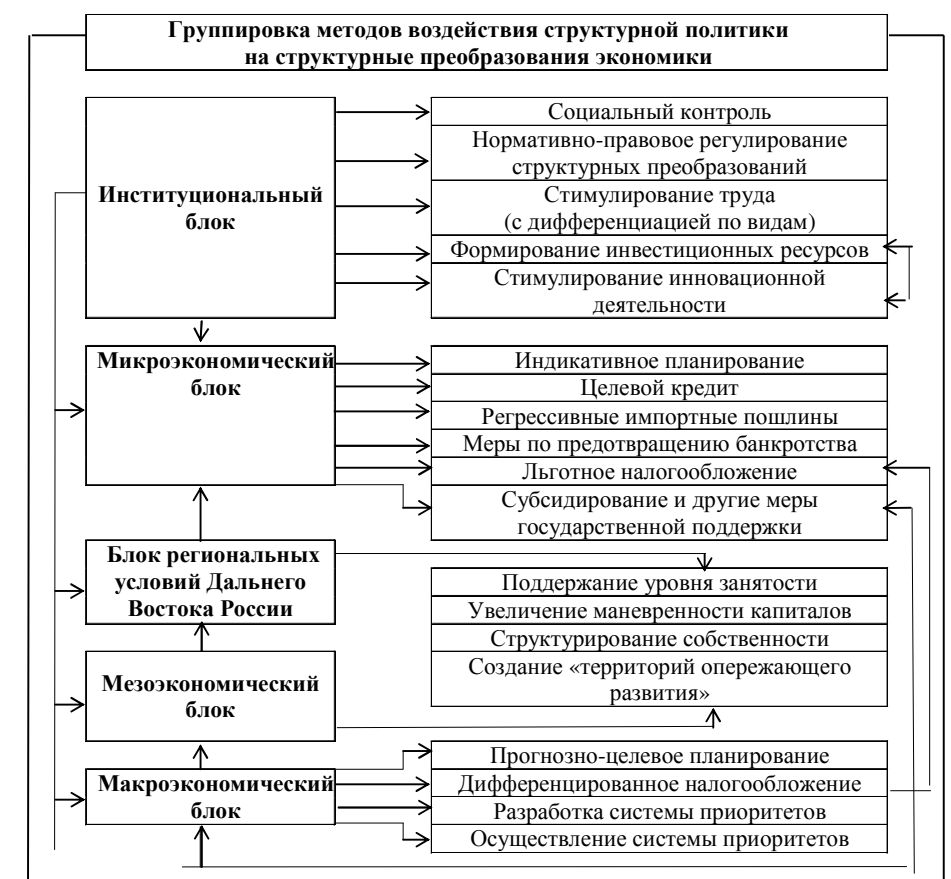 Группировка методов воздействия структурной политики
на структурные преобразования экономики
Институциональный
блок
Социальный контроль
Нормативно-правовое регулирование
структурных преобразований
Стимулирование труда
(с дифференциацией по видам)
Формирование инвестиционных ресурсов
Стимулирование инновационной
деятельности
Микроэкономический
блок
Индикативное планирование
Целевой кредит
Регрессивные импортные пошлины
Меры по предотвращению банкротства
Льготное налогообложение
Субсидирование и другие меры
государственной поддержки
Блок региональных
условий Дальнего
Востока России
Мезоэкономический
блок
Поддержание уровня занятости
Увеличение маневренности капиталов
Структурирование собственности
Создание «территорий опережающего
развития»
Макроэкономический
блок
Прогнозно-целевое планирование
Дифференцированное налогообложение
Разработка системы приоритетов
Осуществление системы приоритетов